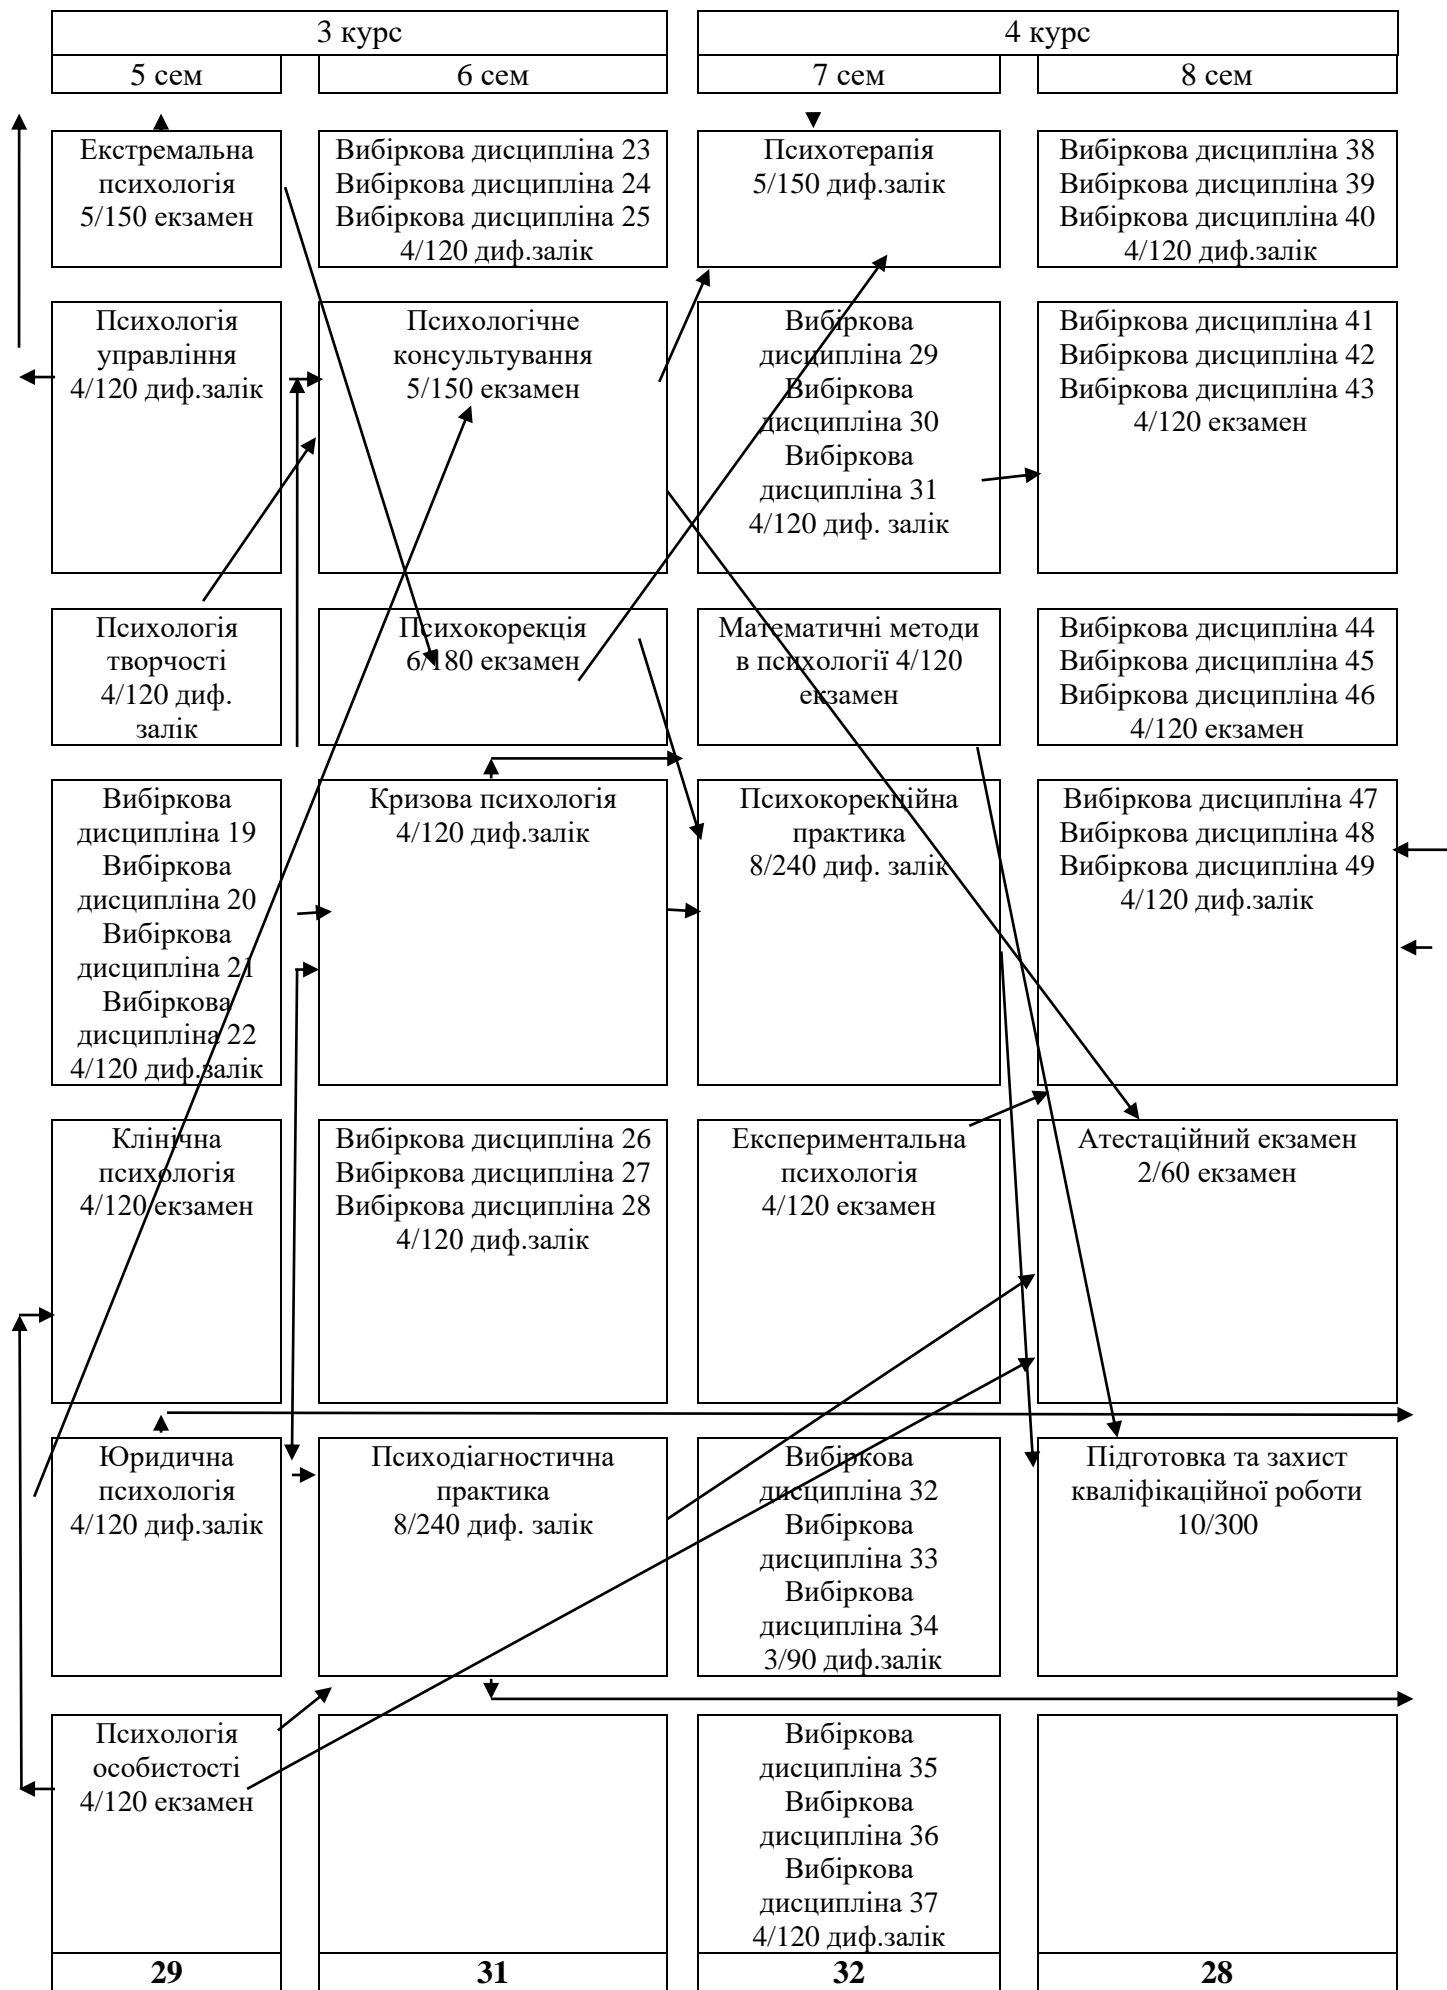 3 курс
4 курс
5 сем
6 сем
7 сем
8 сем
Екстремальна
психологія
5/150 екзамен
Вибіркова дисципліна 23
Вибіркова дисципліна 24
Вибіркова дисципліна 25
4/120 диф.залік
Психотерапія
5/150 диф.залік
Вибіркова дисципліна 38
Вибіркова дисципліна 39
Вибіркова дисципліна 40
4/120 диф.залік
Психологія
управління
4/120 диф.залік
Психологічне
консультування
5/150 екзамен
Вибіркова
дисципліна 29
Вибіркова
дисципліна 30
Вибіркова
дисципліна 31
4/120 диф. залік
Вибіркова дисципліна 41
Вибіркова дисципліна 42
Вибіркова дисципліна 43
4/120 екзамен
Психологія
творчості
4/120 диф.
залік
Психокорекція
6/180 екзамен
Математичні методи
в психології 4/120
екзамен
Вибіркова дисципліна 44
Вибіркова дисципліна 45
Вибіркова дисципліна 46
4/120 екзамен
Вибіркова
дисципліна 19
Вибіркова
дисципліна 20
Вибіркова
дисципліна 21
Вибіркова
дисципліна 22
4/120 диф.залік
Кризова психологія
4/120 диф.залік
Психокорекційна
практика
8/240 диф. залік
Вибіркова дисципліна 47
Вибіркова дисципліна 48
Вибіркова дисципліна 49
4/120 диф.залік
Клінічна
психологія
4/120 екзамен
Вибіркова дисципліна 26
Вибіркова дисципліна 27
Вибіркова дисципліна 28
4/120 диф.залік
Експериментальна
психологія
4/120 екзамен
Атестаційний екзамен
2/60 екзамен
Юридична
психологія
4/120 диф.залік
Психодіагностична
практика
8/240 диф. залік
Вибіркова
дисципліна 32
Вибіркова
дисципліна 33
Вибіркова
дисципліна 34
3/90 диф.залік
Підготовка та захист
кваліфікаційної роботи
10/300
Психологія
особистості
4/120 екзамен
Вибіркова
дисципліна 35
Вибіркова
дисципліна 36
Вибіркова
дисципліна 37
4/120 диф.залік
29
31
32
28